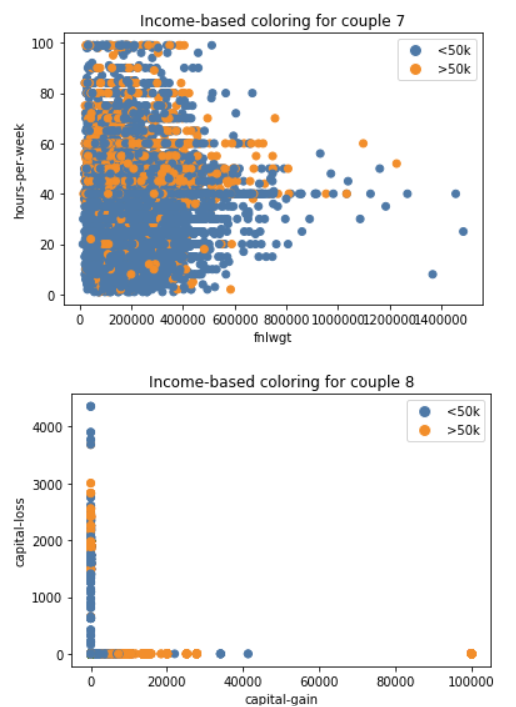 Income-based coloring for couple 7
<50k
>50k
100
80
60
40
20
0
hours-per-week
0 200000 400000 600000 800000 1000000 1200000 1400000
fnlwgt
Income-based coloring for couple 8
<50k
>50k
4000
3000
2000
1000
0
capital-loss
0 20000 40000 60000 80000 100000
capital-gain